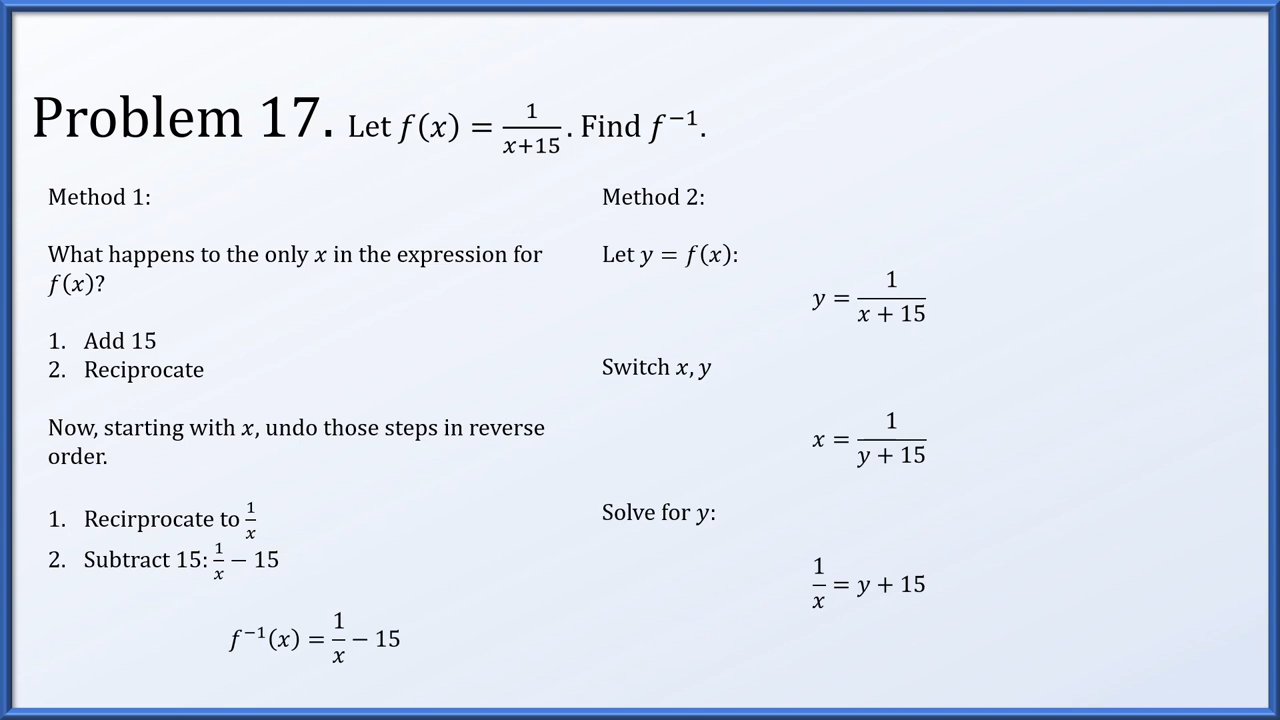 Problem 17. Let f(x) = 1/(x+15). Find f⁻¹.
Method 1:
What happens to the only x in the expression for
f(x)?
1. Add 15
2. Reciprocate
Now, starting with x, undo those steps in reverse
order.
1. Recirprocate to 1/x
2. Subtract 15: 1/x − 15
f⁻¹(x) = 1/x − 15
Method 2:
Let y = f(x):
y = 1/(x + 15)
Switch x, y
x = 1/(y + 15)
Solve for y:
1/x = y + 15